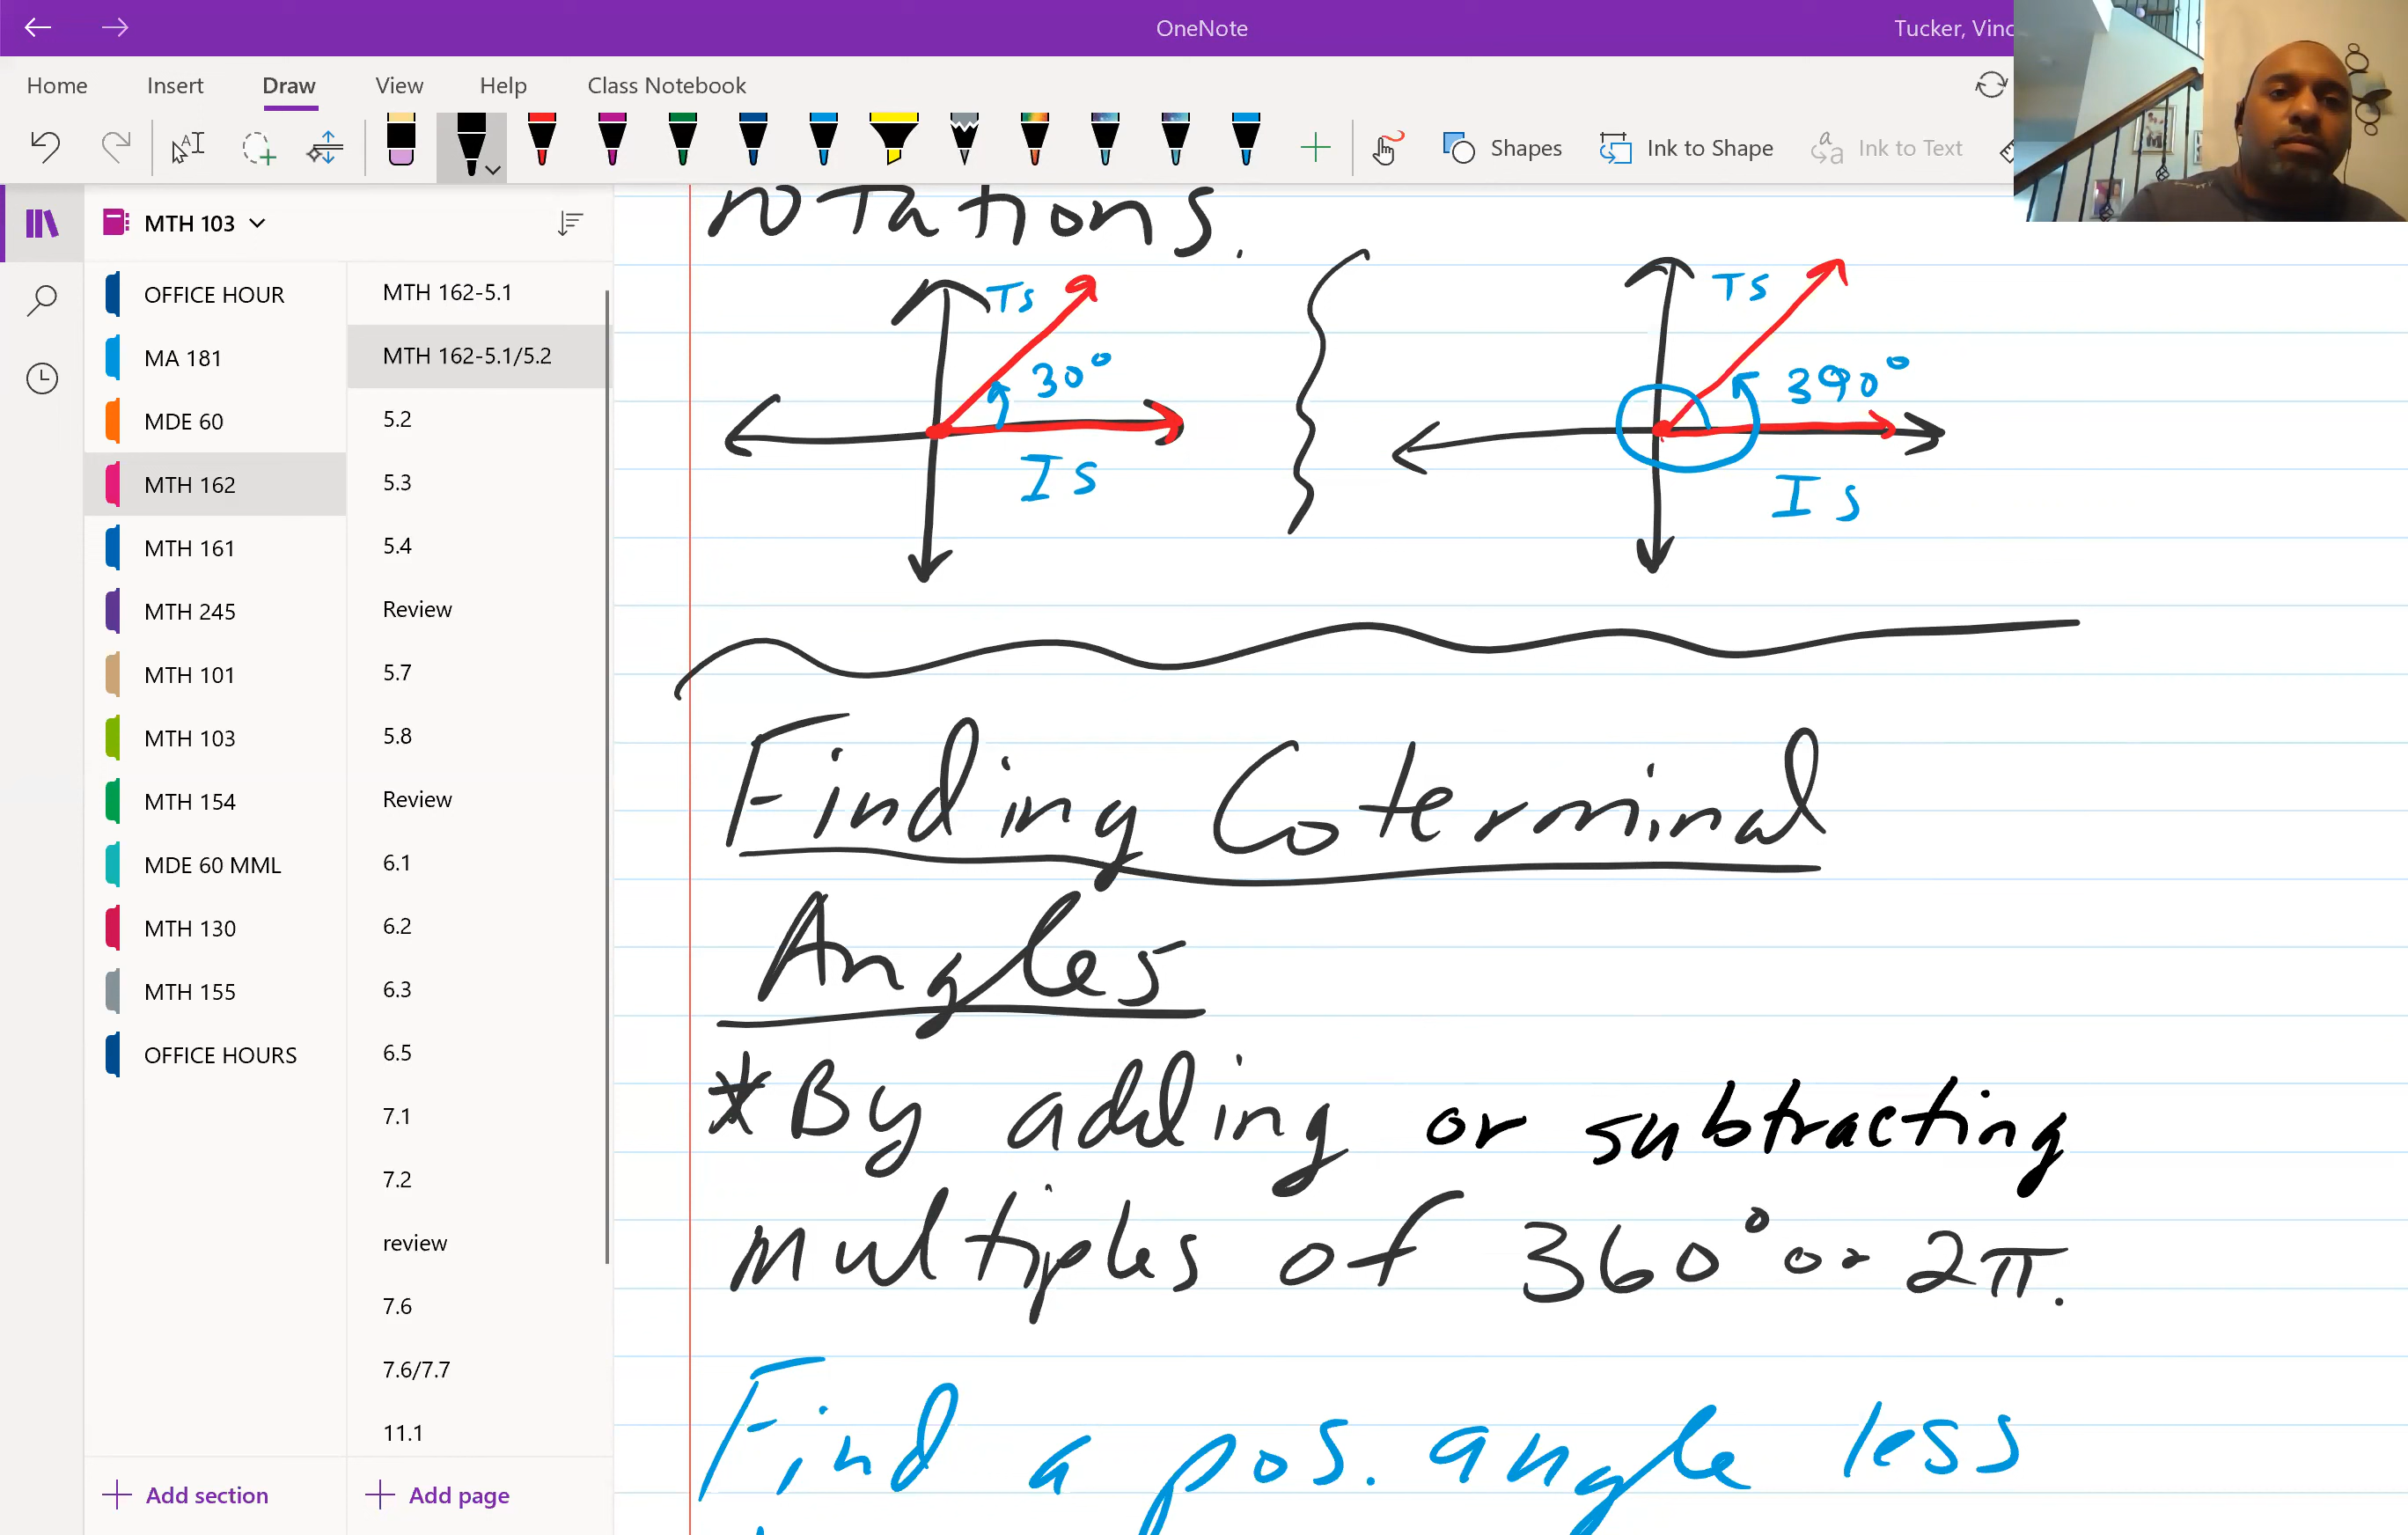 OneNote
Tucker, Vinc
Home Insert Draw View Help Class Notebook
Shapes Ink to Shape Ink to Text
MTH 103
OFFICE HOUR
MA 181
MDE 60
MTH 162
MTH 161
MTH 245
MTH 101
MTH 103
MTH 154
MDE 60 MML
MTH 130
MTH 155
OFFICE HOURS
Add section
MTH 162-5.1
MTH 162-5.1/5.2
5.2
5.3
5.4
Review
5.7
5.8
Review
6.1
6.2
6.3
6.5
7.1
7.2
review
7.6
7.6/7.7
11.1
Add page
rotations.
Ts
30°
Is
Ts
390°
Is
Finding Coterminal
Angles
*By adding or subtracting
multiples of 360° or 2π.
Find a pos. angle less